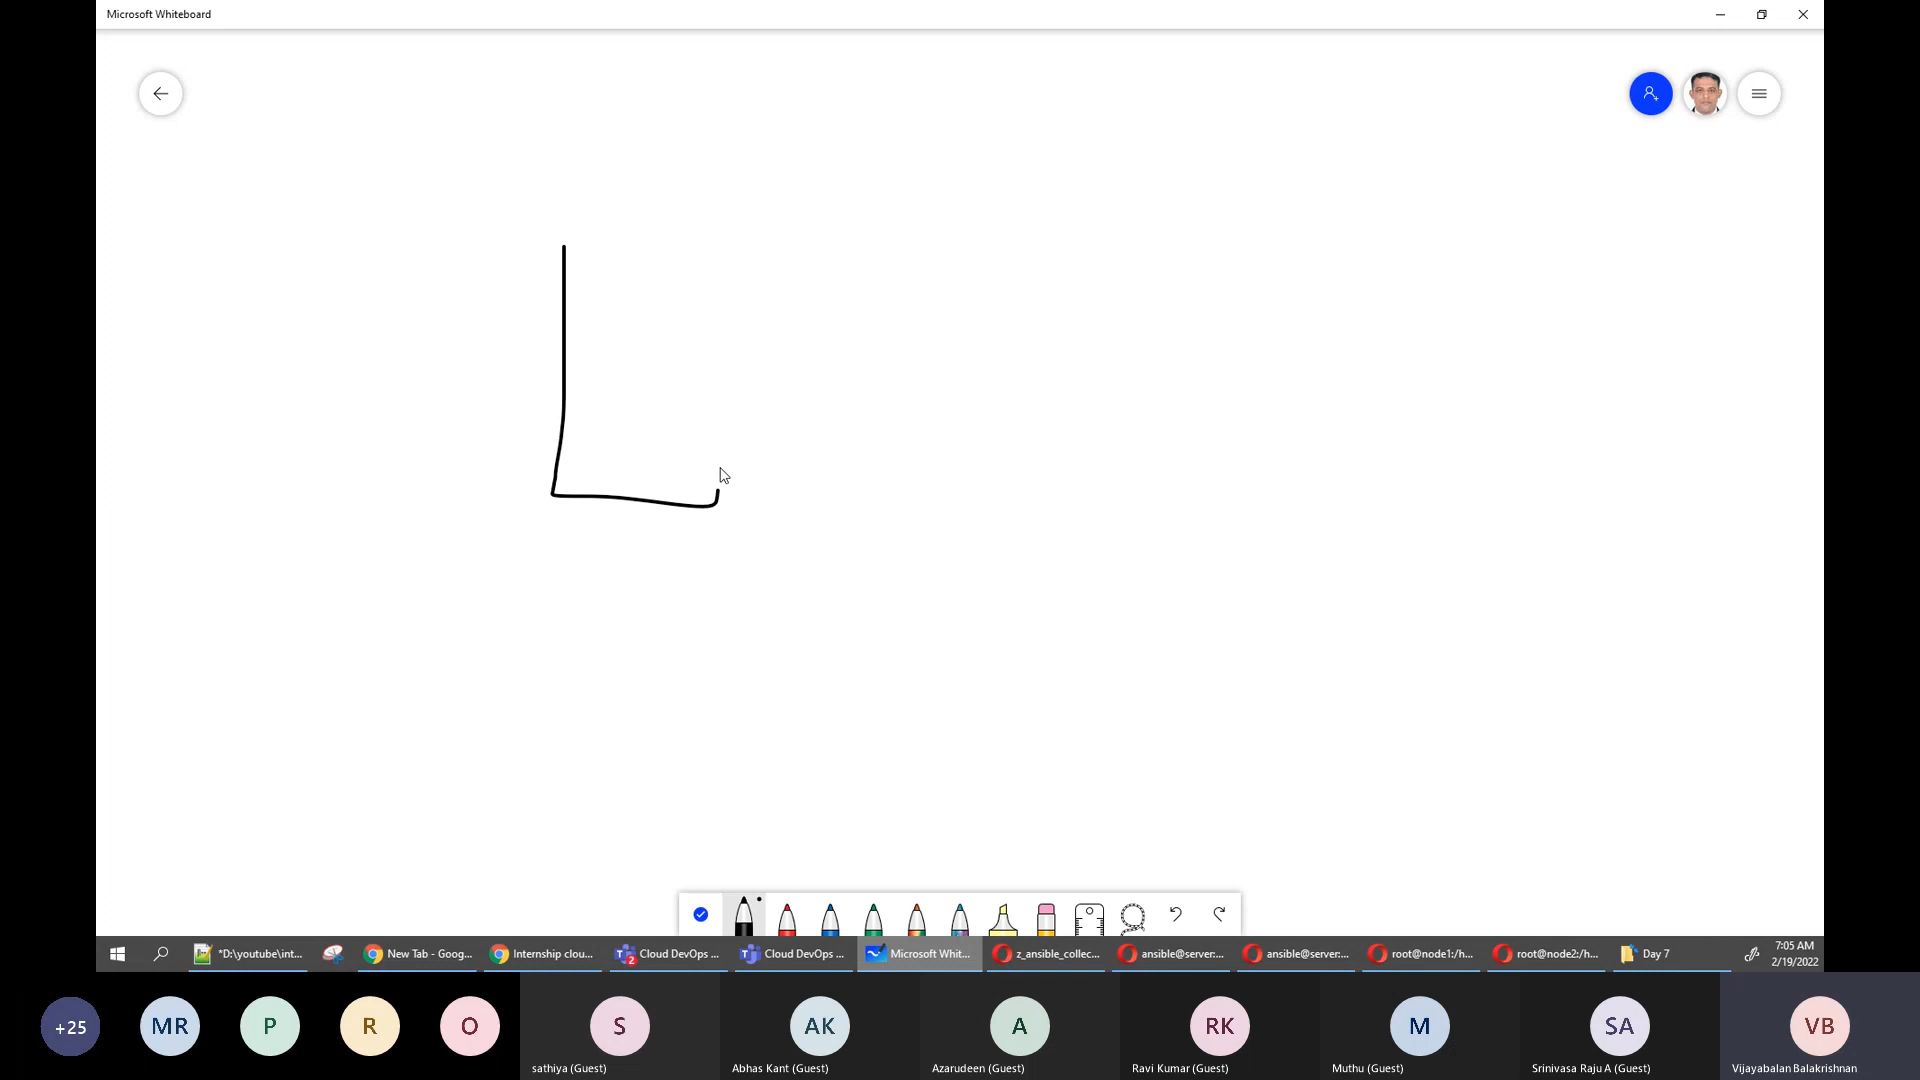 Microsoft Whiteboard
*D:\youtube\int...
New Tab - Goog...
Internship clou...
2
Cloud DevOps ...
Cloud DevOps ...
Microsoft Whit...
z_ansible_collec...
ansible@server:...
ansible@server:...
root@node1:/h...
root@node2:/h...
Day 7
7:05 AM
2/19/2022
+25
MR
P
R
O
S
AK
A
RK
M
SA
VB
sathiya (Guest)
Abhas Kant (Guest)
Azarudeen (Guest)
Ravi Kumar (Guest)
Muthu (Guest)
Srinivasa Raju A (Guest)
Vijayabalan Balakrishnan